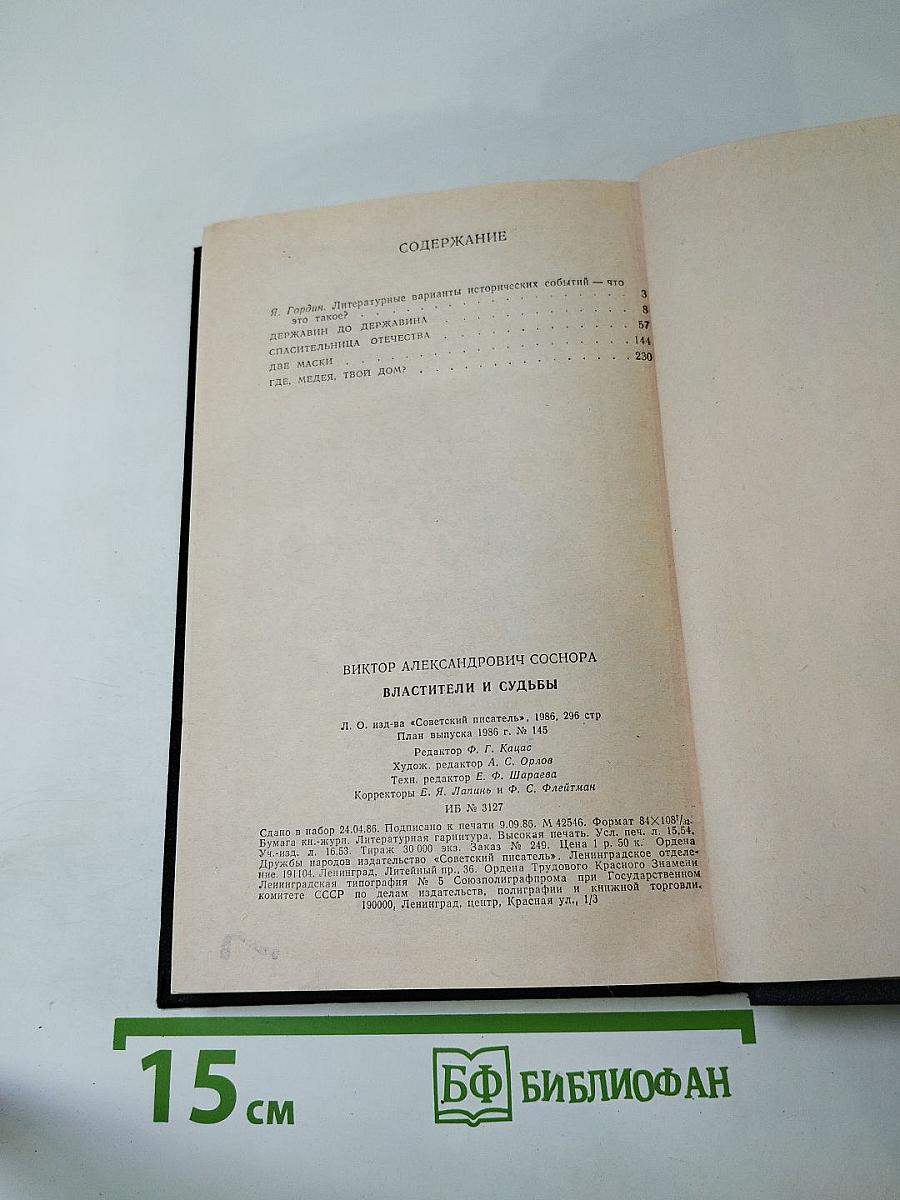 СОДЕРЖАНИЕ
Я. Гордин. Литературные варианты исторических событий — что
это такое? . . . . . . . . . . . . . . . . 3
ДЕРЖАВИН ДО ДЕРЖАВИНА . . . . . . . . . . 8
СПАСИТЕЛЬНИЦА ОТЕЧЕСТВА . . . . . . . . . . 57
ДВЕ МАСКИ . . . . . . . . . . . . . . . . 144
ГДЕ, МЕДЕЯ, ТВОЙ ДОМ? . . . . . . . . . . . 230
ВИКТОР АЛЕКСАНДРОВИЧ СОСНОРА
ВЛАСТИТЕЛИ И СУДЬБЫ
Л. О. изд-ва «Советский писатель», 1986, 296 стр
План выпуска 1986 г. № 145
Редактор Ф. Г. Кацас
Худож. редактор А. С. Орлов
Техн. редактор Е. Ф. Шараева
Корректоры Е. Я. Лапинь и Ф. С. Флейтман
ИБ № 3127
Сдано в набор 24.04.86. Подписано к печати 9.09.86. М 42546. Формат 84×108¹/₃₂.
Бумага кн.-журн. Литературная гарнитура. Высокая печать. Усл. печ. л. 15,54.
Уч.-изд. л. 16,53. Тираж 30 000 экз. Заказ № 249. Цена 1 р. 50 к. Ордена
Дружбы народов издательство «Советский писатель». Ленинградское отделе-
ние. 191104. Ленинград, Литейный пр., 36. Ордена Трудового Красного Знамени
Ленинградская типография № 5 Союзполиграфпрома при Государственном
комитете СССР по делам издательств, полиграфии и книжной торговли.
190000, Ленинград, центр, Красная ул., 1/3
15 см
БФ БИБЛИОФАН